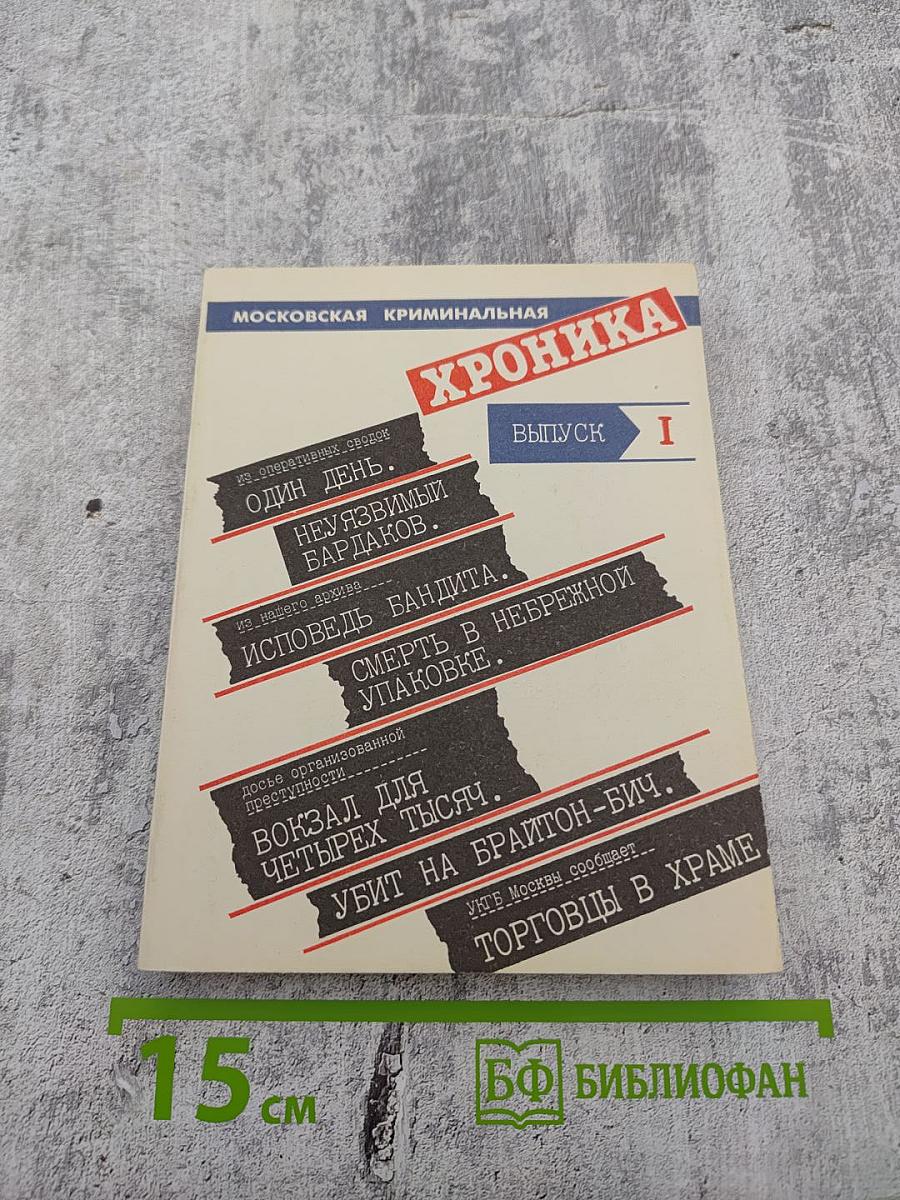 МОСКОВСКАЯ КРИМИНАЛЬНАЯ
ХРОНИКА
ВЫПУСК I
из оперативных сводок
ОДИН ДЕНЬ.
НЕУЯЗВИМЫЙ
БАРДАКОВ.
из нашего архива
ИСПОВЕДЬ БАНДИТА.
СМЕРТЬ В НЕБРЕЖНОЙ
УПАКОВКЕ.
досье организованной
преступности
ВОКЗАЛ ДЛЯ
ЧЕТЫРЕХ ТЫСЯЧ.
УБИТ НА БРАЙТОН-БИЧ.
УКГБ Москвы сообщает
ТОРГОВЦЫ В ХРАМЕ
15 см
БФ БИБЛИОФАН